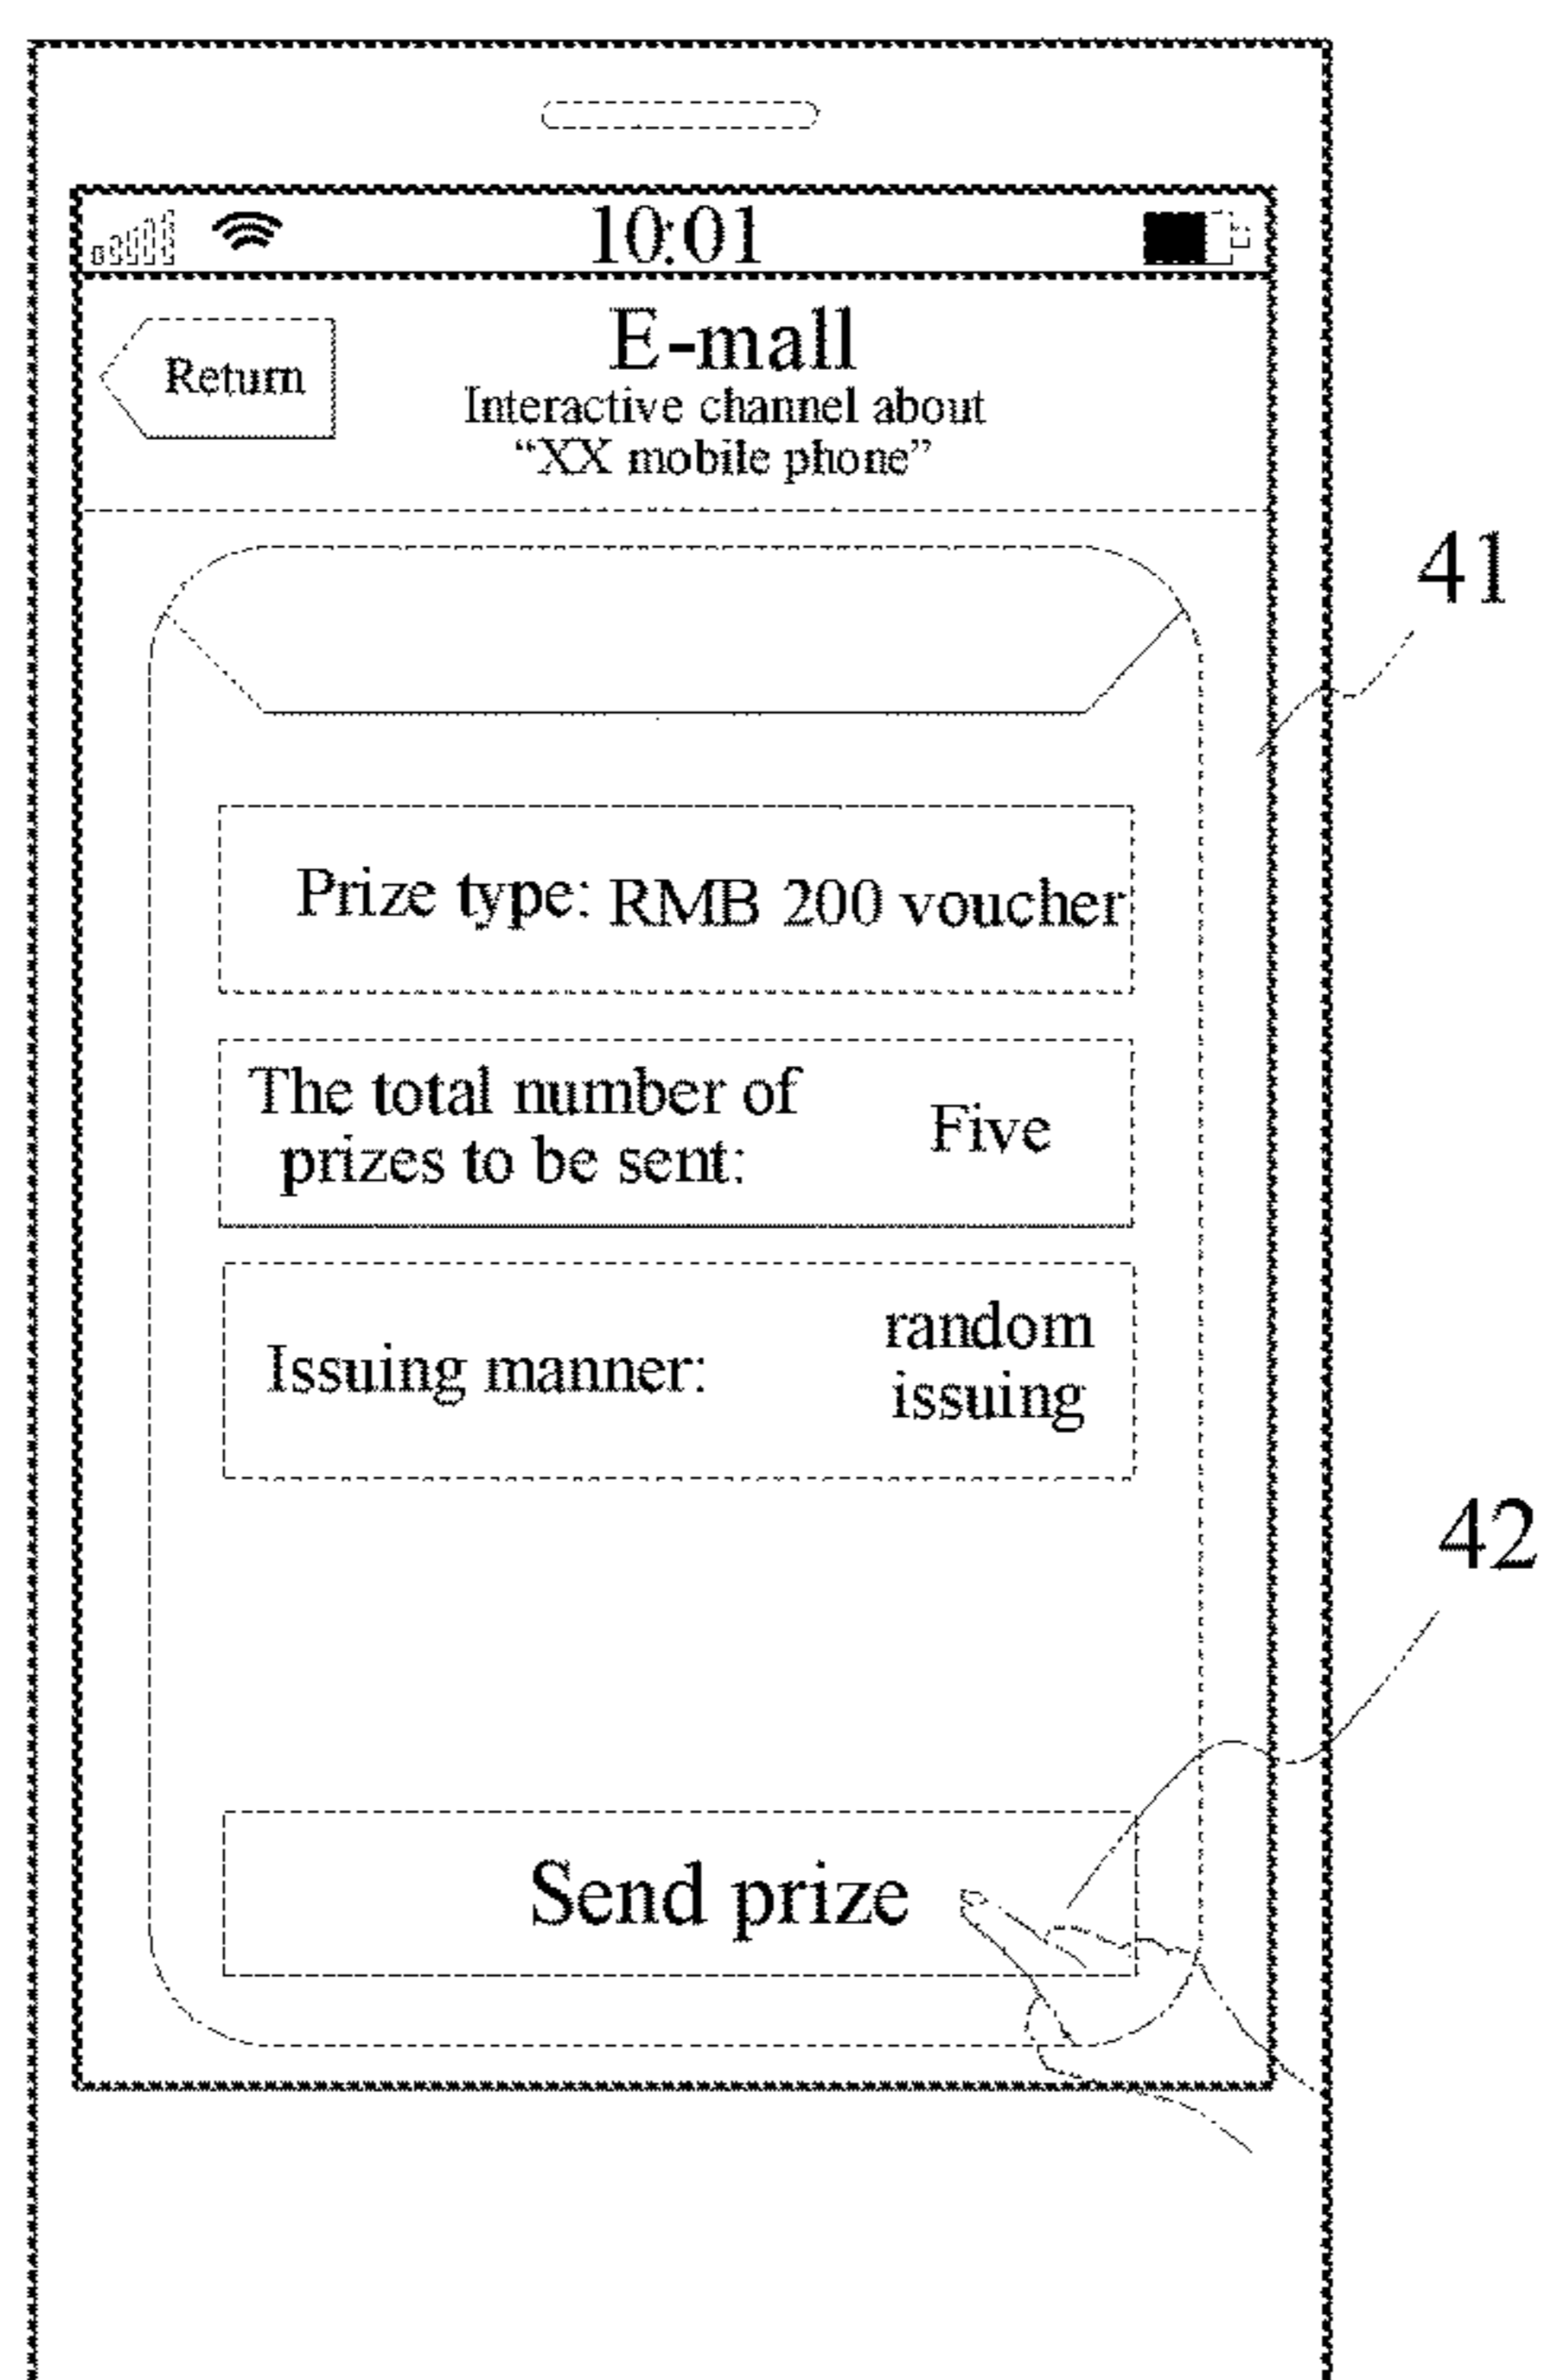 10:01
Return
E-mall
Interactive channel about
“XX mobile phone”
41
Prize type: RMB 200 voucher
The total number of
prizes to be sent:
Five
Issuing manner:
random
issuing
42
Send prize